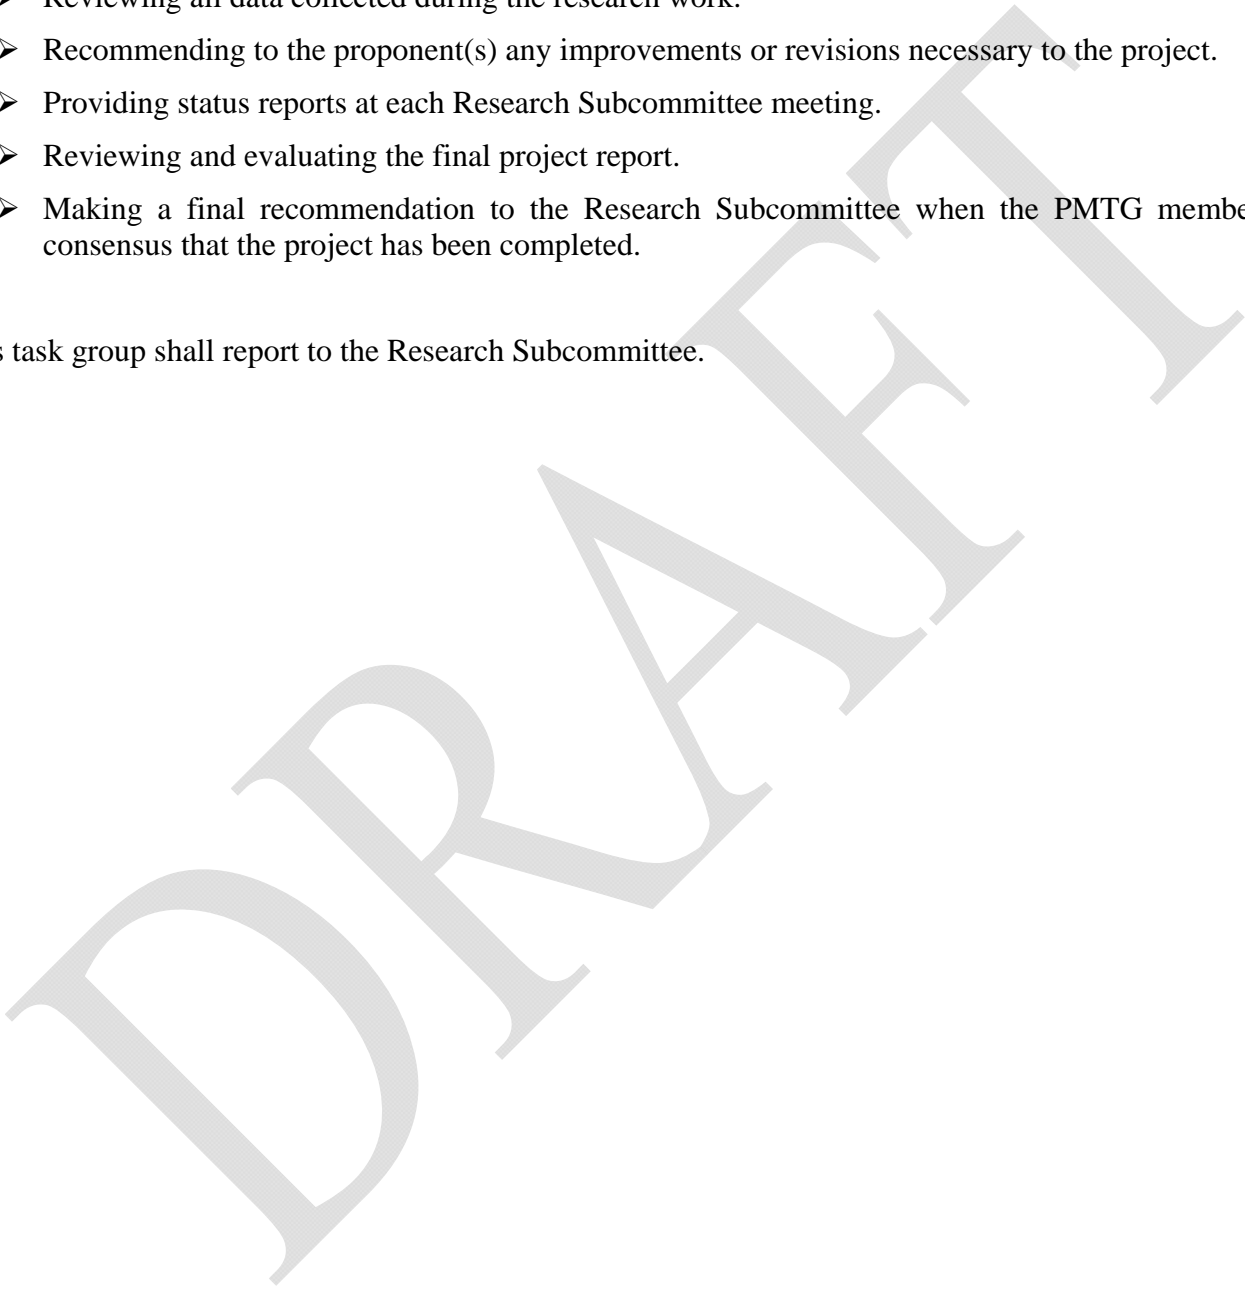 Reviewing all data collected during the research work.
➢ Recommending to the proponent(s) any improvements or revisions necessary to the project.
➢ Providing status reports at each Research Subcommittee meeting.
➢ Reviewing and evaluating the final project report.
➢ Making a final recommendation to the Research Subcommittee when the PMTG
consensus that the project has been completed.
task group shall report to the Research Subcommittee.
DRAFT